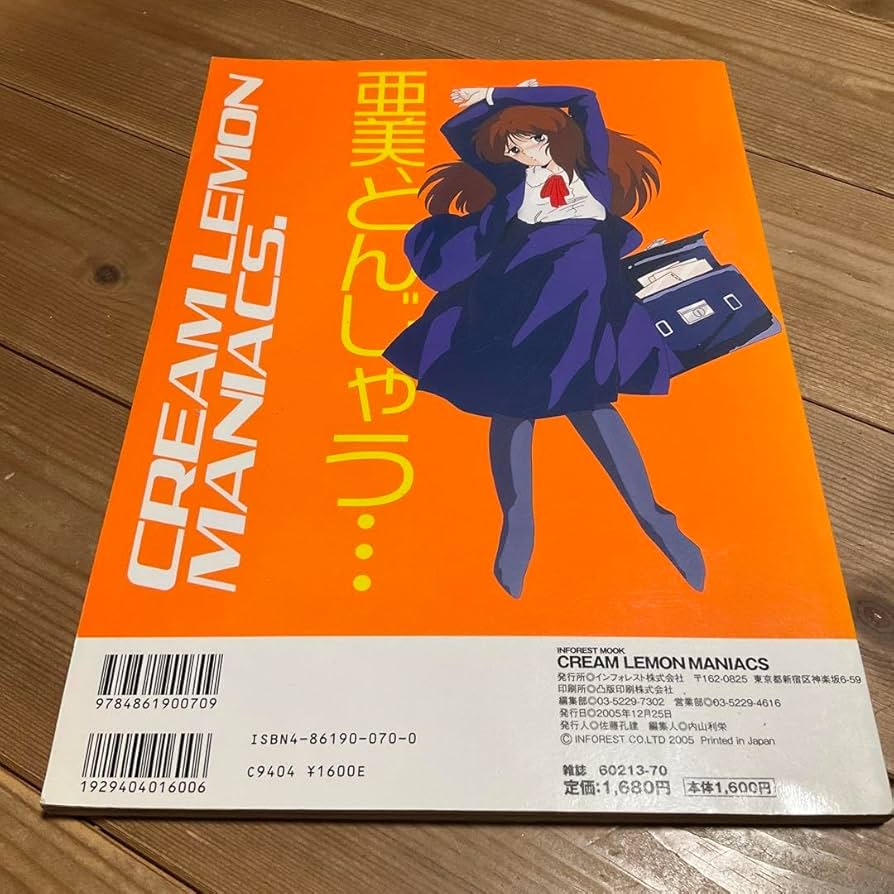 CREAM LEMON
MANIACS.
亜美、とんじゃう…
9784861900709
1929404016006
ISBN4-86190-070-0
C9404 ¥1600E
INFOREST MOOK
CREAM LEMON MANIACS
発行所◎インフォレスト株式会社 〒162-0825 東京都新宿区神楽坂6-59
印刷所◎凸版印刷株式会社
編集部◎03-5229-7302 営業部◎03-5229-4616
発行日◎2005年12月25日
発行人◎佐藤孔建 編集人◎内山利栄
© INFOREST CO.LTD 2005 Printed in Japan
雑誌 60213-70
定価:1,680円 本体1,600円